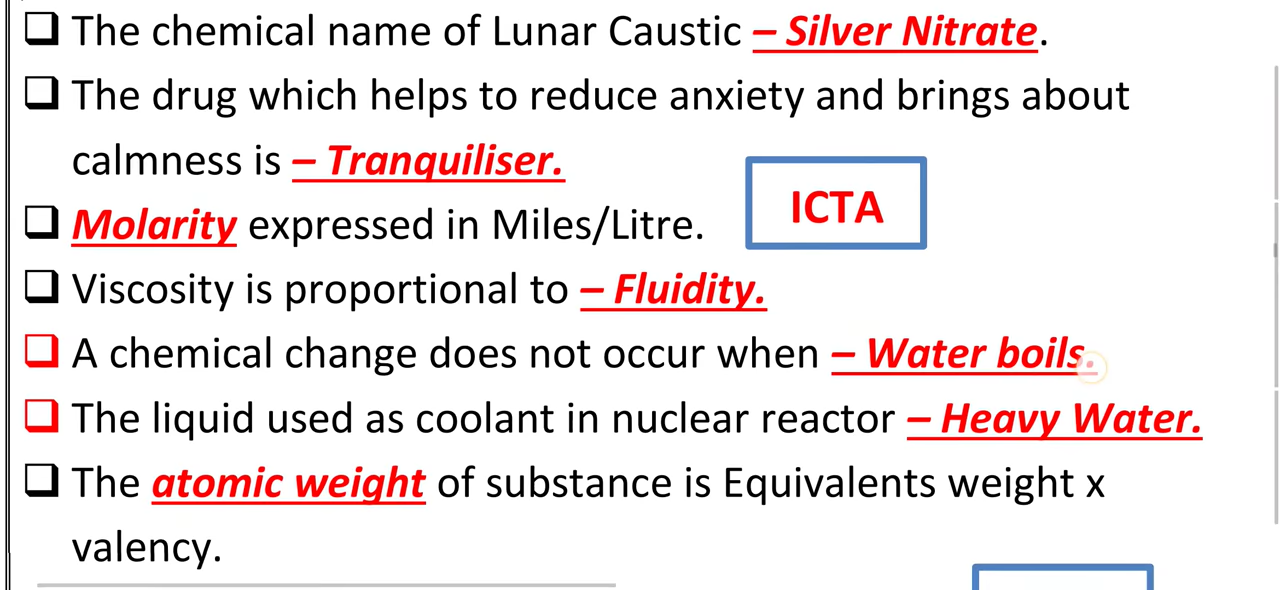 The chemical name of Lunar Caustic – Silver Nitrate.
The drug which helps to reduce anxiety and brings about
calmness is – Tranquiliser.
ICTA
Molarity expressed in Miles/Litre.
Viscosity is proportional to – Fluidity.
A chemical change does not occur when – Water boils.
The liquid used as coolant in nuclear reactor – Heavy Water.
The atomic weight of substance is Equivalents weight x
valency.